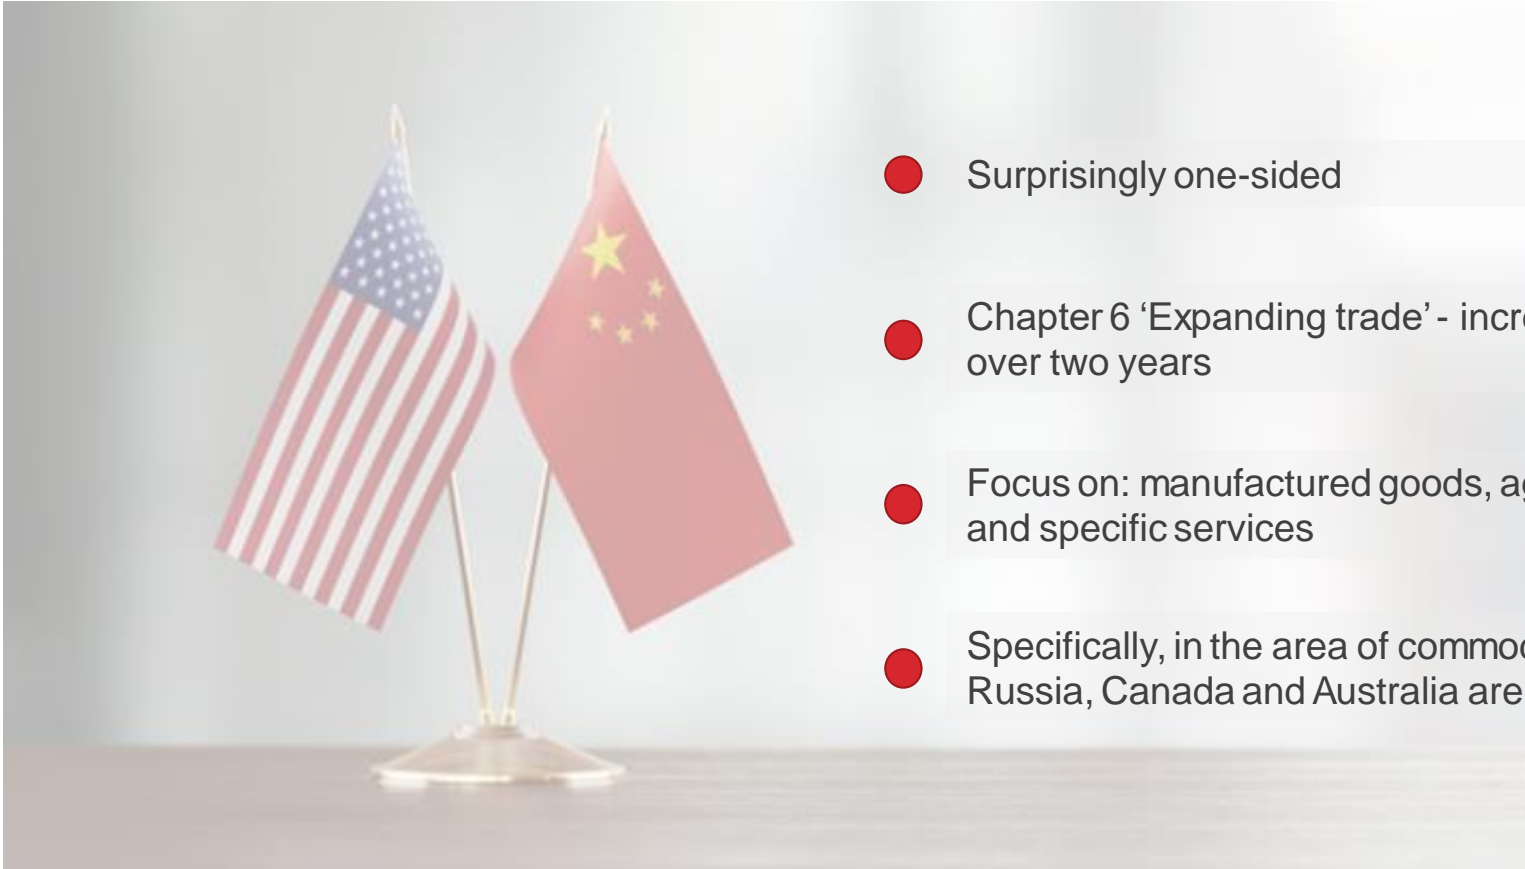 Surprisingly one-sided
Chapter 6 ‘Expanding trade’ - 
over two years
Focus on: manufactured goods,
and specific services
Specifically, in the area of
Russia, Canada and Australia are